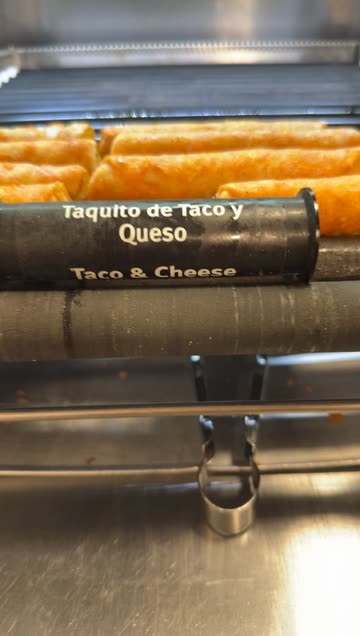 Taquito de Taco y
Queso
Taco & Cheese